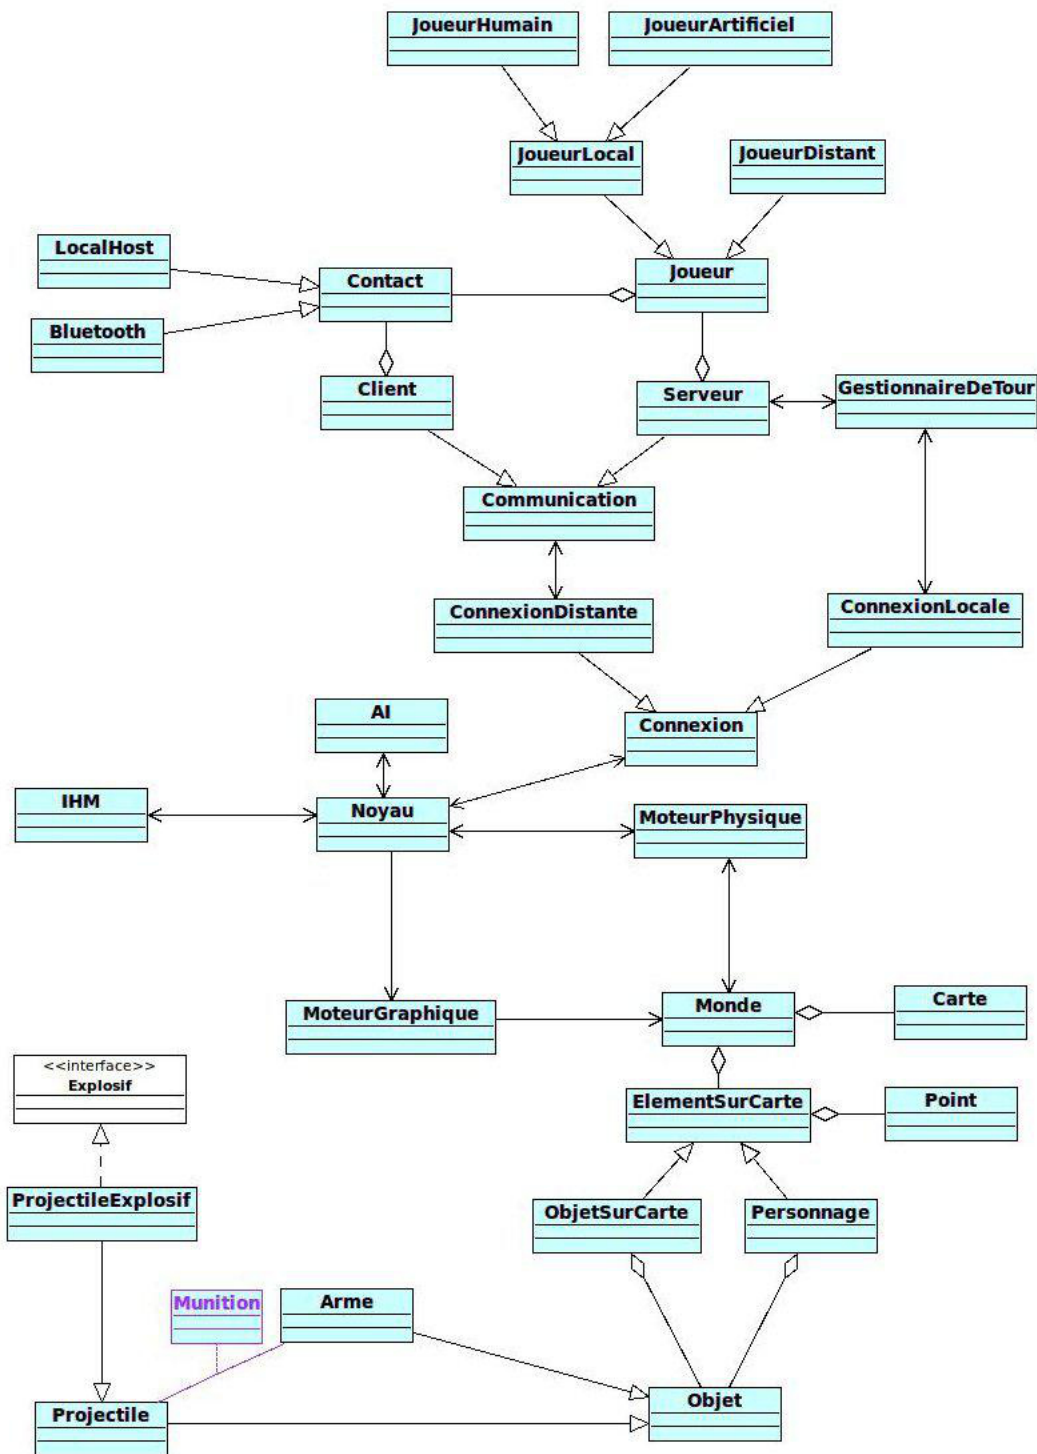 JoueurHumain
JoueurArtificiel
JoueurLocal
JoueurDistant
LocalHost
Contact
Joueur
Bluetooth
Client
Serveur
GestionnaireDeTour
Communication
ConnexionDistante
ConnexionLocale
AI
Connexion
IHM
Noyau
MoteurPhysique
MoteurGraphique
Monde
Carte
<<interface>>
Explosif
ElementSurCarte
Point
ProjectileExplosif
ObjetSurCarte
Personnage
Munition
Arme
Projectile
Objet